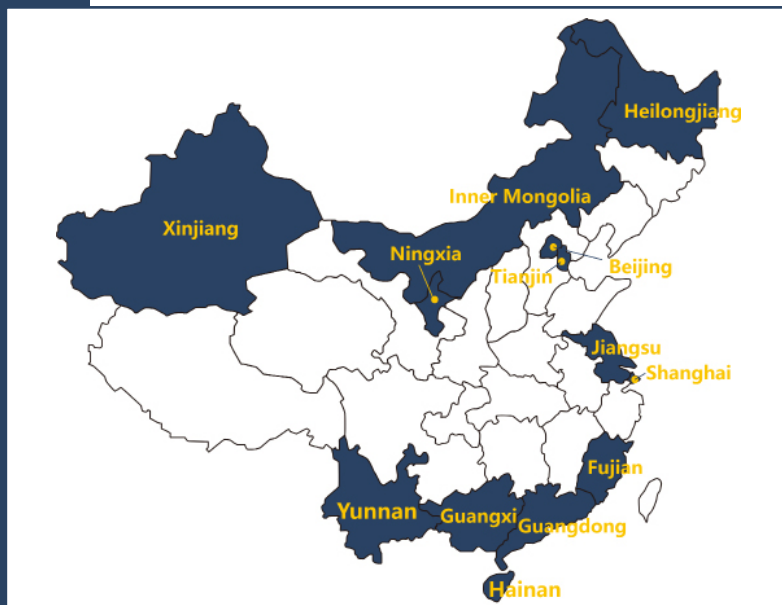 Heilongjiang
Inner Mongolia
Xinjiang
Ningxia
Beijing
Tianjin
Jiangsu
Shanghai
Fujian
Yunnan
Guangxi
Guangdong
Hainan